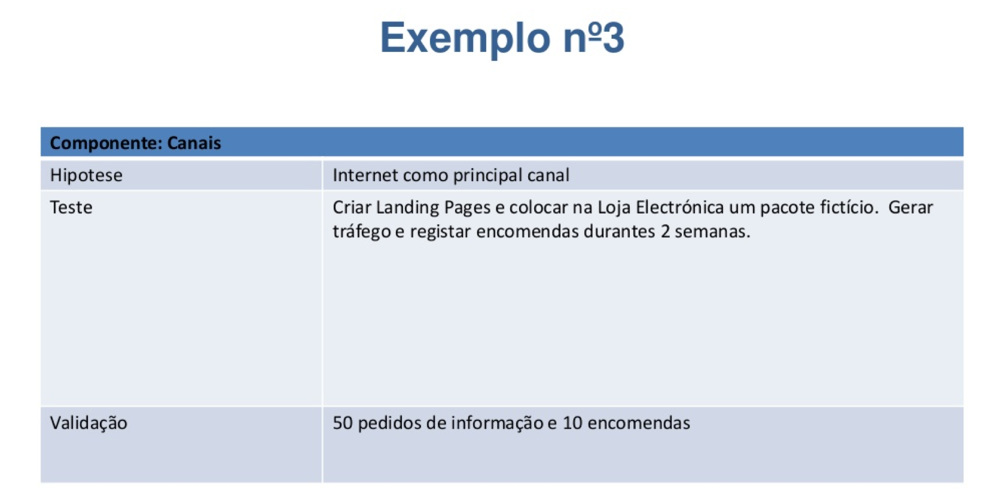 Exemplo nº3
Componente: Canais
Hipotese
Internet como principal canal
Teste
Criar Landing Pages e colocar na Loja Electrónica um pacote fictício.  Gerar
tráfego e registar encomendas durantes 2 semanas.
Validação
50 pedidos de informação e 10 encomendas